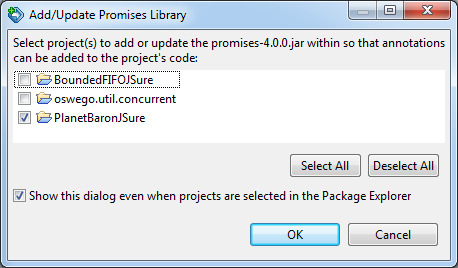 Add/Update Promises Library
Select project(s) to add or update the promises-4.0.0.jar within so that annotations
can be added to the project's code:
BoundedFIFOJSure
oswego.util.concurrent
PlanetBaronJSure
Select All Deselect All
Show this dialog even when projects are selected in the Package Explorer
OK Cancel